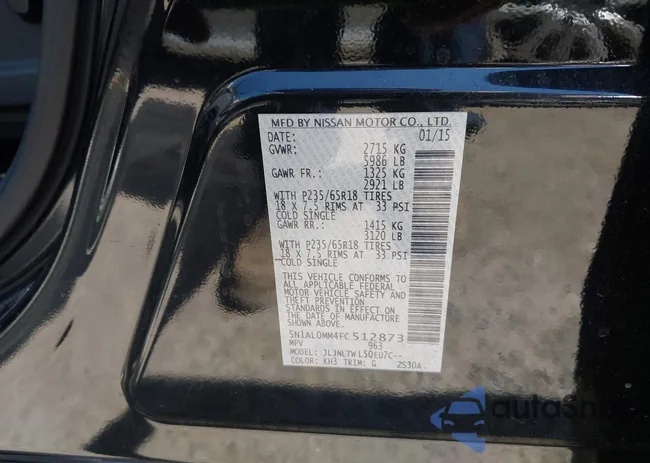 MFD BY NISSAN MOTOR CO., LTD.
DATE: 01/15
GVWR: 2715 KG
5986 LB
GAWR FR.: 1325 KG
2921 LB
WITH P235/65R18 TIRES
18 X 7.5 RIMS AT 33 PSI
COLD SINGLE
GAWR RR.: 1415 KG
3120 LB
WITH P235/65R18 TIRES
18 X 7.5 RIMS AT 33 PSI
COLD SINGLE
THIS VEHICLE CONFORMS TO
ALL APPLICABLE FEDERAL
MOTOR VEHICLE SAFETY AND
THEFT PREVENTION
STANDARDS IN EFFECT ON
THE DATE OF MANUFACTURE
SHOWN ABOVE.
5N1AL0MM4FC512873
MPV 963
MODEL: JLJNLTWL50EU7C--
COLOR: KH3 TRIM: G ZS30A